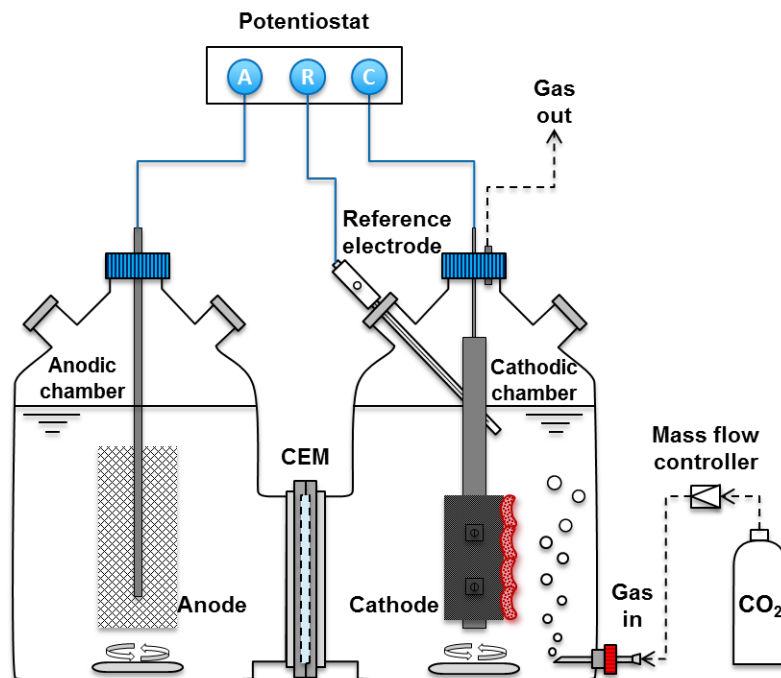 Potentiostat
A R C
Gas
out
Reference
electrode
Anodic
chamber
Cathodic
chamber
Mass flow
controller
CEM
Anode
Cathode
Gas
in
CO₂